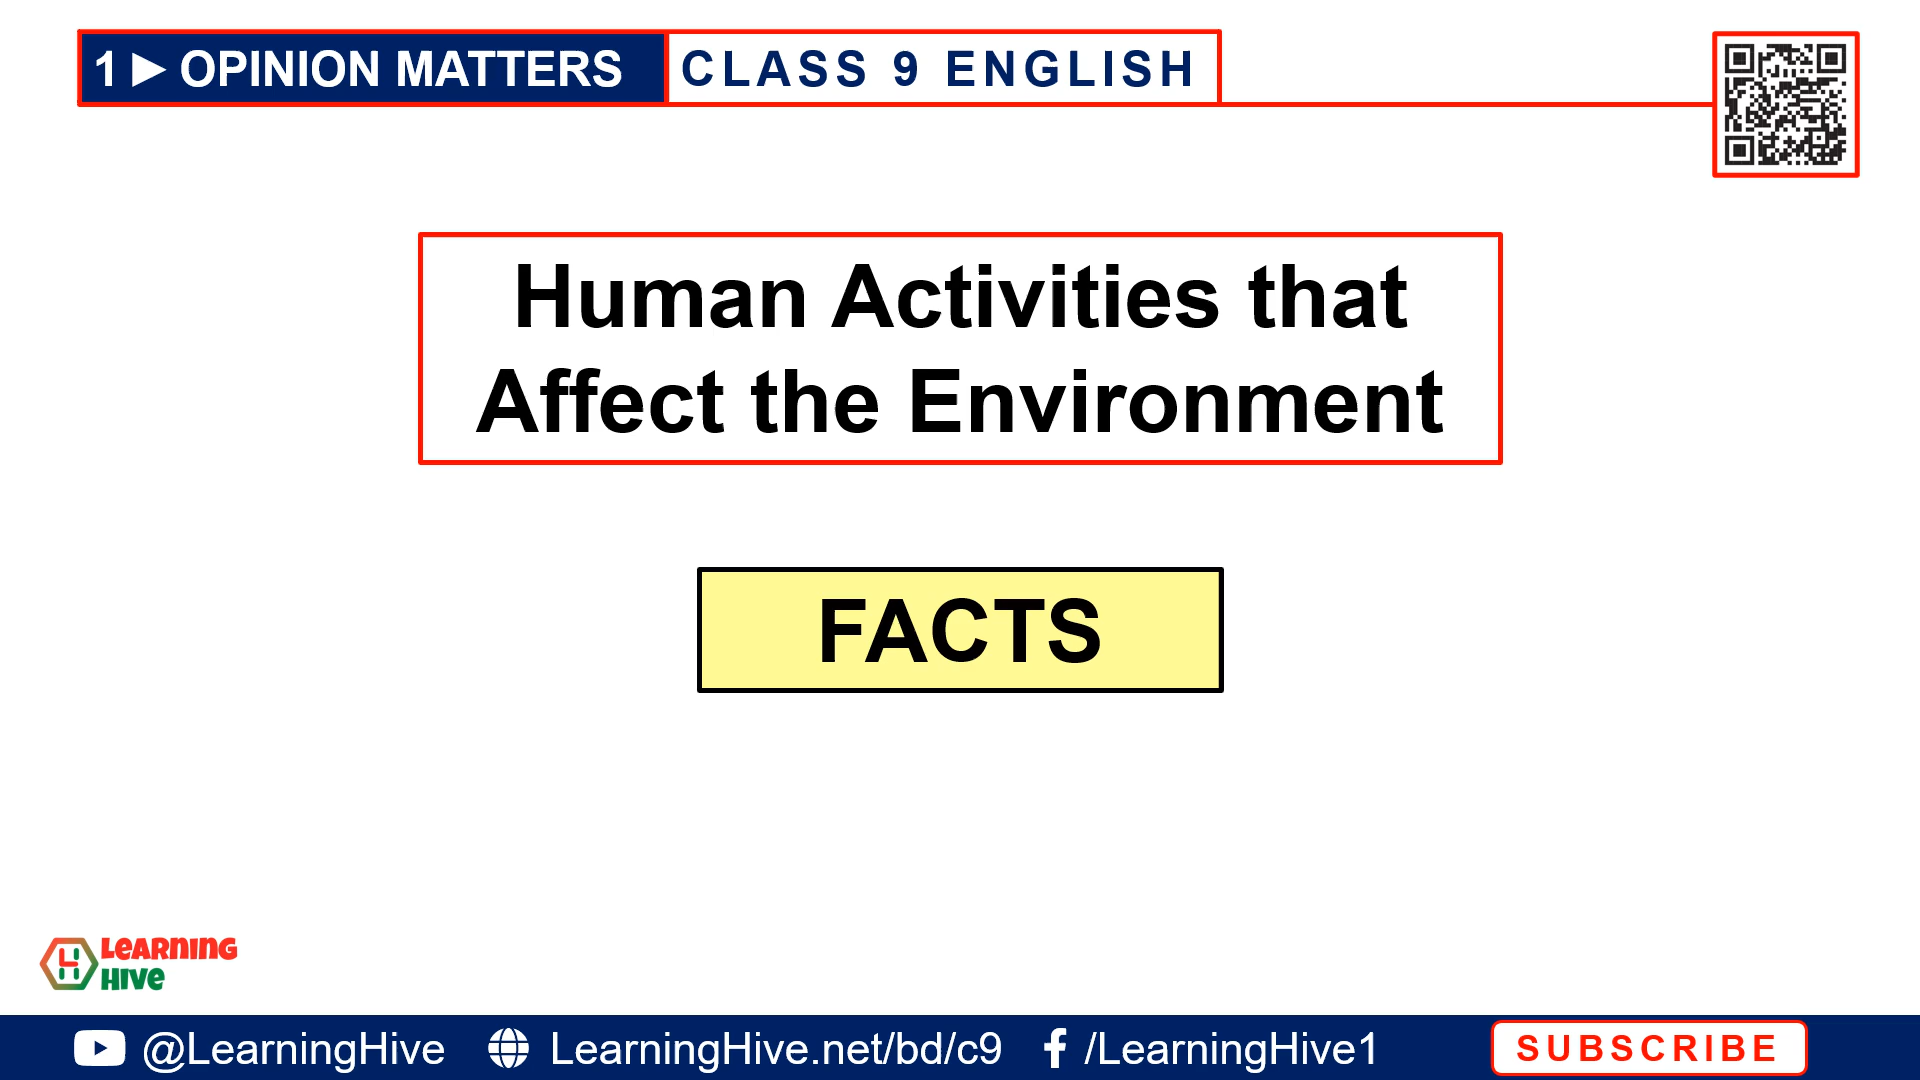 1 ► OPINION MATTERS CLASS 9 ENGLISH
Human Activities that
Affect the Environment
FACTS
LEARNING
HIVE
@LearningHive LearningHive.net/bd/c9 /LearningHive1 SUBSCRIBE